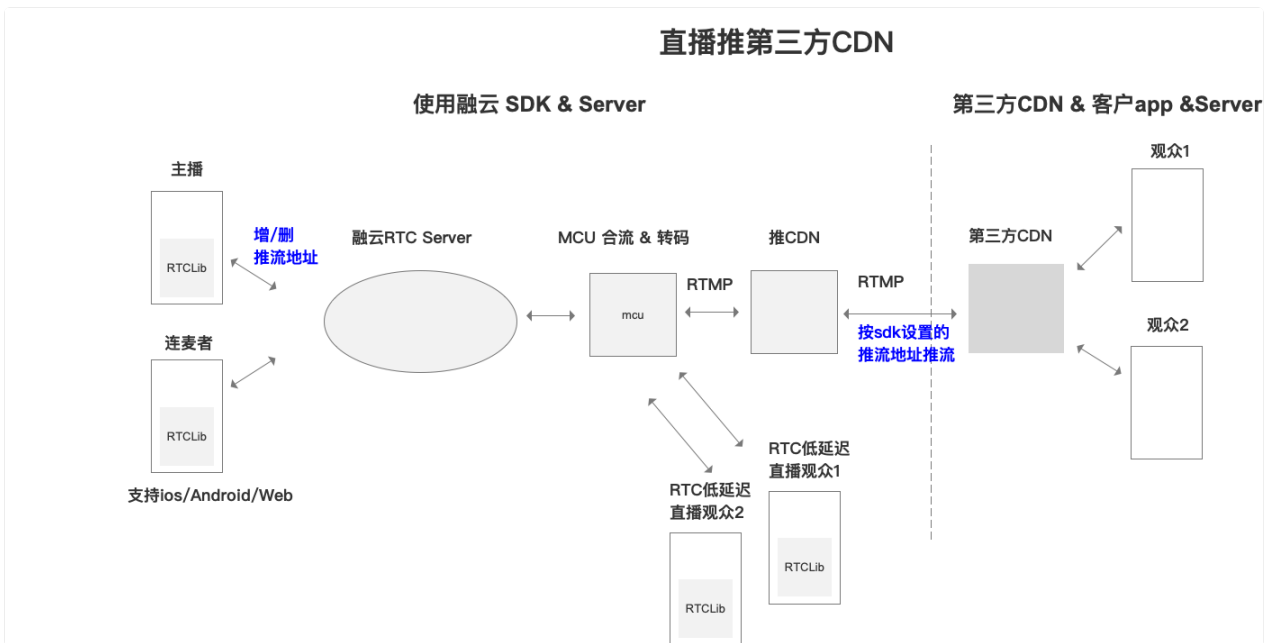 直播推第三方CDN
使用融云 SDK & Server
第三方CDN & 客户app &Server
主播
RTCLib
增/删
推流地址
连麦者
RTCLib
支持ios/Android/Web
融云RTC Server
MCU 合流 & 转码
mcu
RTMP
推CDN
RTMP
按sdk设置的
推流地址推流
第三方CDN
观众1
观众2
RTC低延迟
直播观众1
RTCLib
RTC低延迟
直播观众2
RTCLib